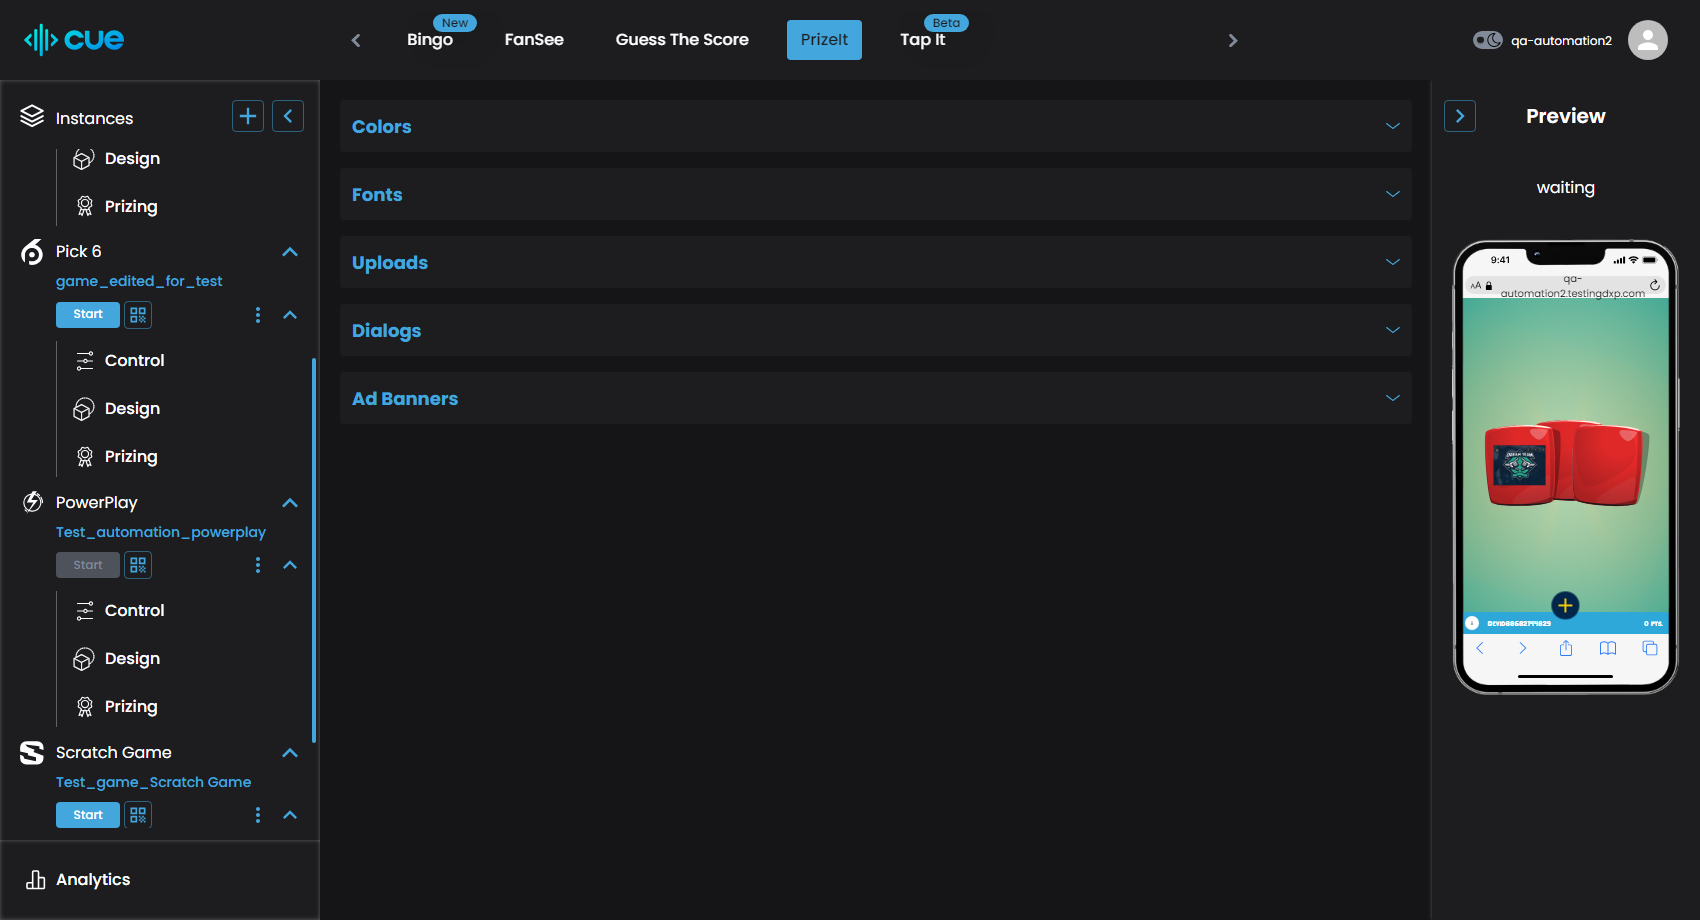 cue
New
Bingo
FanSee
Guess The Score
PrizeIt
Beta
Tap It
qa-automation2
Instances
Design
Prizing
Pick 6
game_edited_for_test
Start
Control
Design
Prizing
PowerPlay
Test_automation_powerplay
Start
Control
Design
Prizing
Scratch Game
Test_game_Scratch Game
Start
Analytics
Colors
Fonts
Uploads
Dialogs
Ad Banners
Preview
waiting
9:41
AA
qa-
automation2.testingdxp.com
0 PTS.